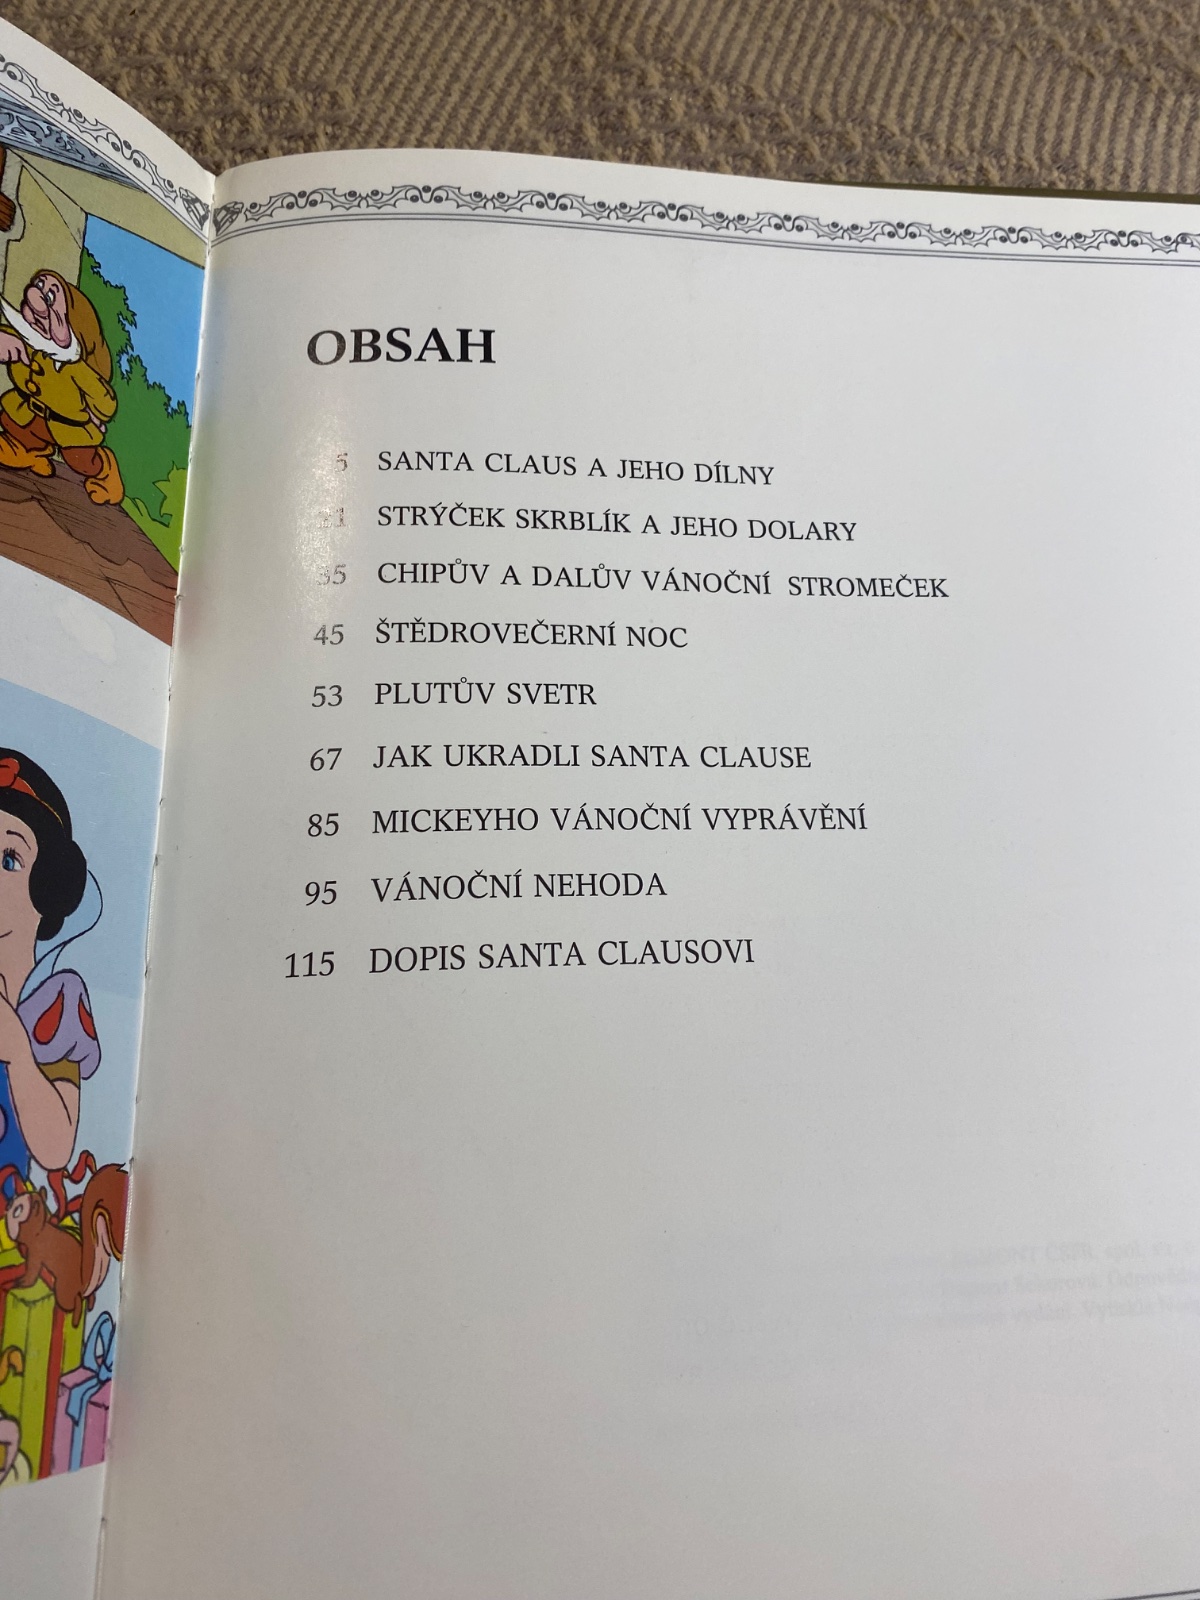 OBSAH
5 SANTA CLAUS A JEHO DÍLNY
21 STRÝČEK SKRBLÍK A JEHO DOLARY
35 CHIPŮV A DALŮV VÁNOČNÍ STROMEČEK
45 ŠTĚDROVEČERNÍ NOC
53 PLUTŮV SVETR
67 JAK UKRADLI SANTA CLAUSE
85 MICKEYHO VÁNOČNÍ VYPRÁVĚNÍ
95 VÁNOČNÍ NEHODA
115 DOPIS SANTA CLAUSOVI